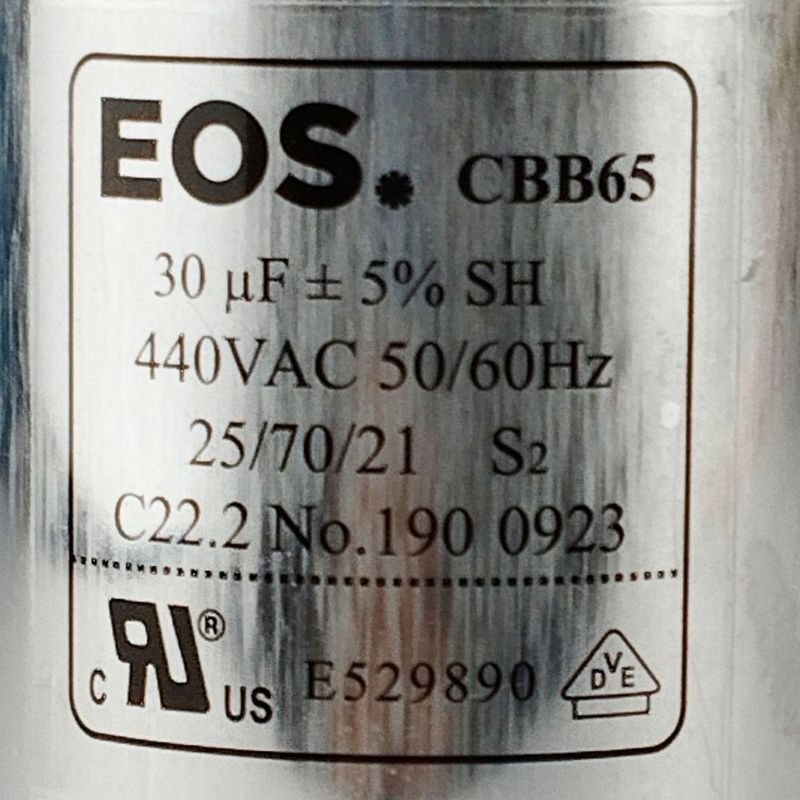 EOS. CBB65
30 µF ± 5% SH
440VAC 50/60Hz
25/70/21 S2
C22.2 No.190 0923
c RU ® US E529890 DVE